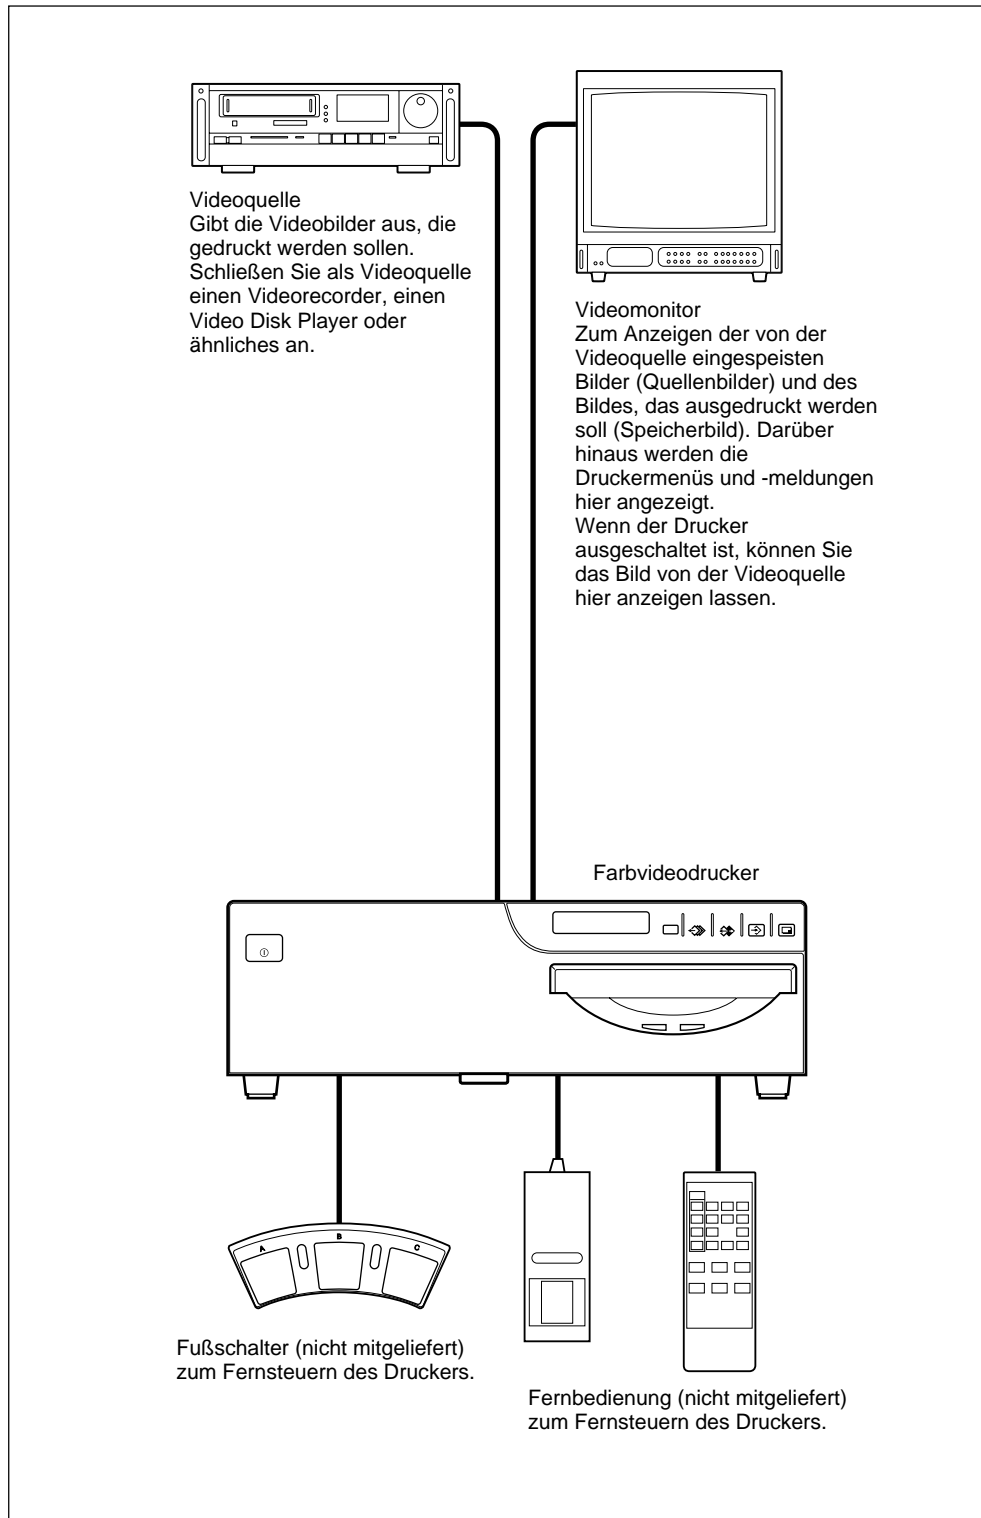 Videoquelle
Gibt die Videobilder aus, die
gedruckt werden sollen.
Schließen Sie als Videoquelle
einen Videorecorder, einen
Video Disk Player oder
ähnliches an.
Videomonitor
Zum Anzeigen der von der
Videoquelle eingespeisten
Bilder (Quellenbilder) und des
Bildes, das ausgedruckt werden
soll (Speicherbild). Darüber
hinaus werden die
Druckermenüs und -meldungen
hier angezeigt.
Wenn der Drucker
ausgeschaltet ist, können Sie
das Bild von der Videoquelle
hier anzeigen lassen.
Farbvideodrucker
A
B
C
Fußschalter (nicht mitgeliefert)
zum Fernsteuern des Druckers.
Fernbedienung (nicht mitgeliefert)
zum Fernsteuern des Druckers.